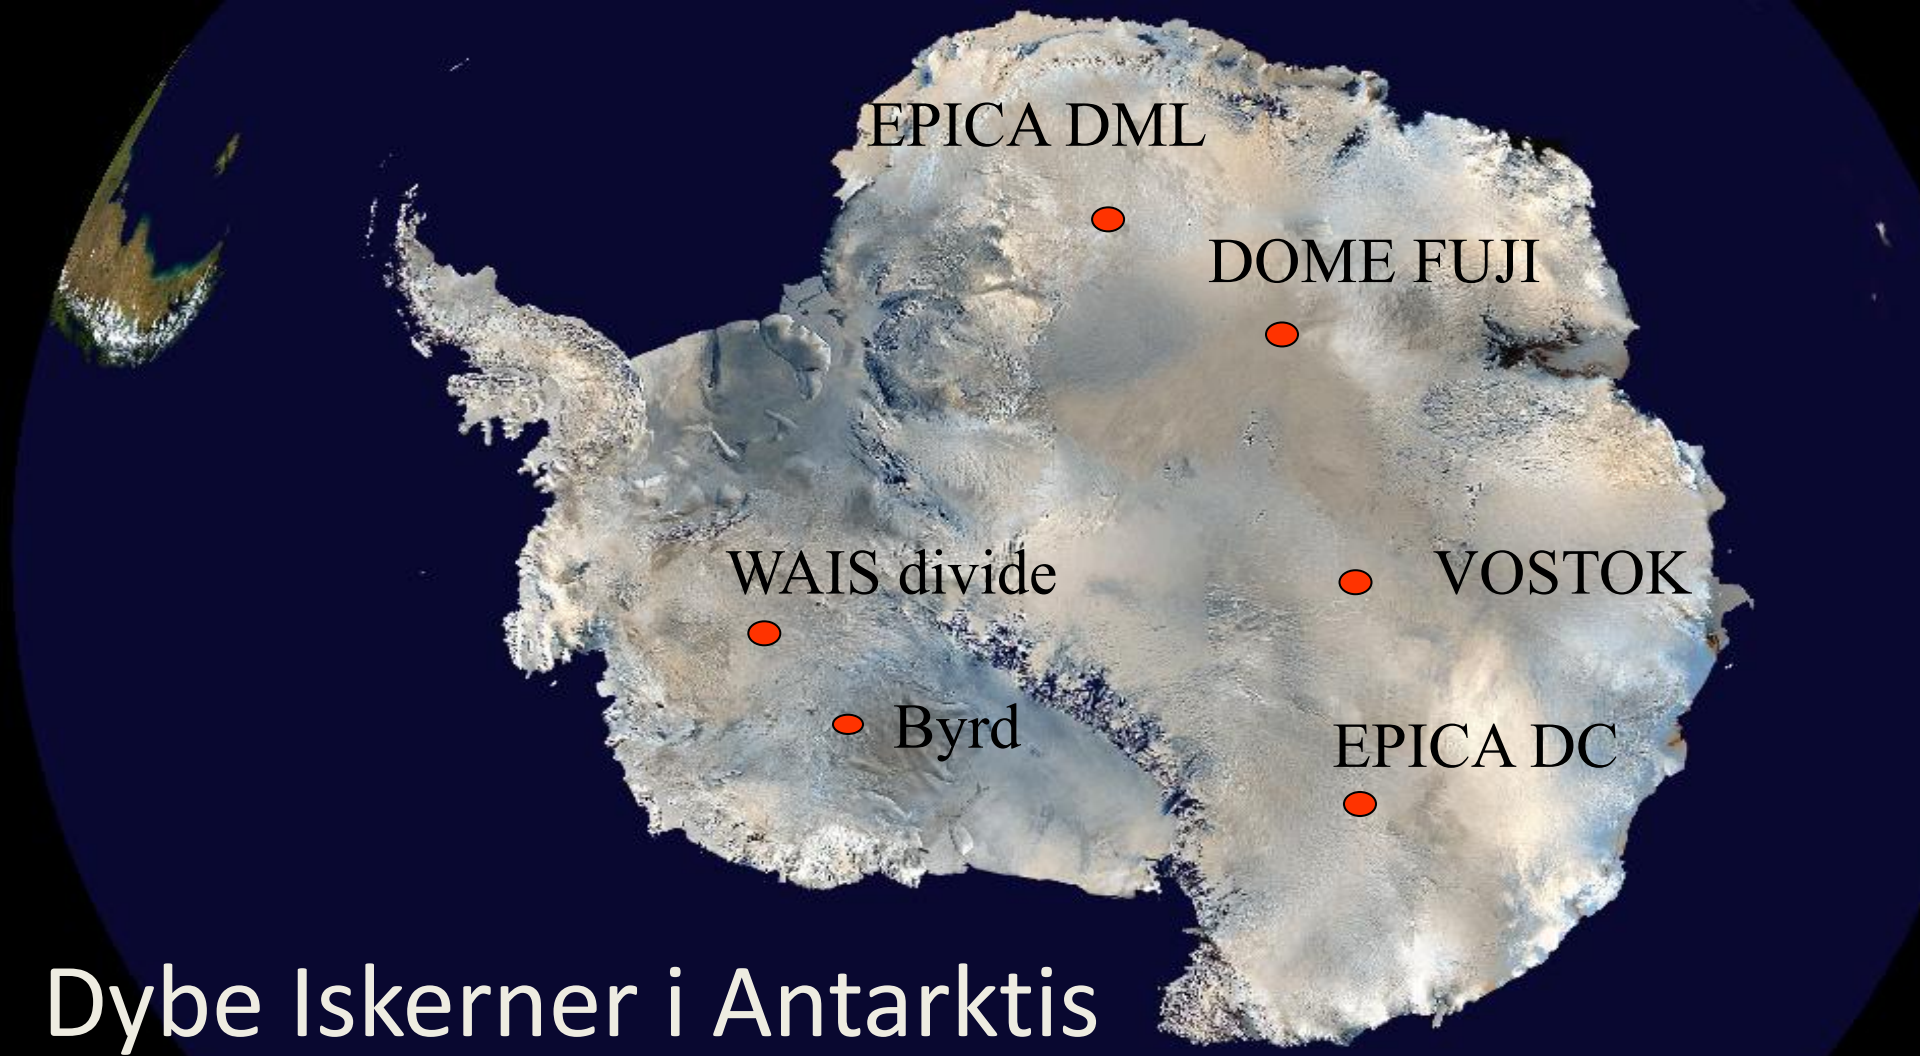 EPICA DML
DOME FUJI
WAIS divide
VOSTOK
Byrd
EPICA DC
Dybe Iskerner i Antarktis